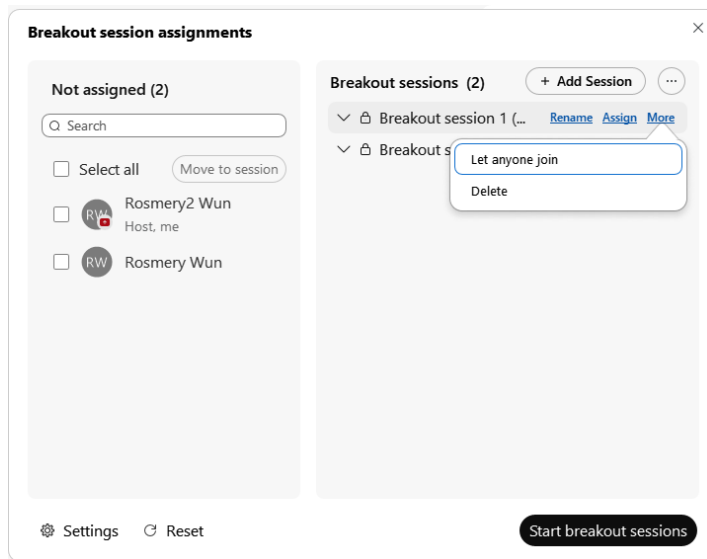 Breakout session assignments
Not assigned (2)
Search
Select all
Move to session
RW
Rosmery2 Wun
Host, me
RW
Rosmery Wun
Breakout sessions (2)
+ Add Session
...
Breakout session 1 (...
Rename
Assign
More
Breakout s
Let anyone join
Delete
Settings
Reset
Start breakout sessions